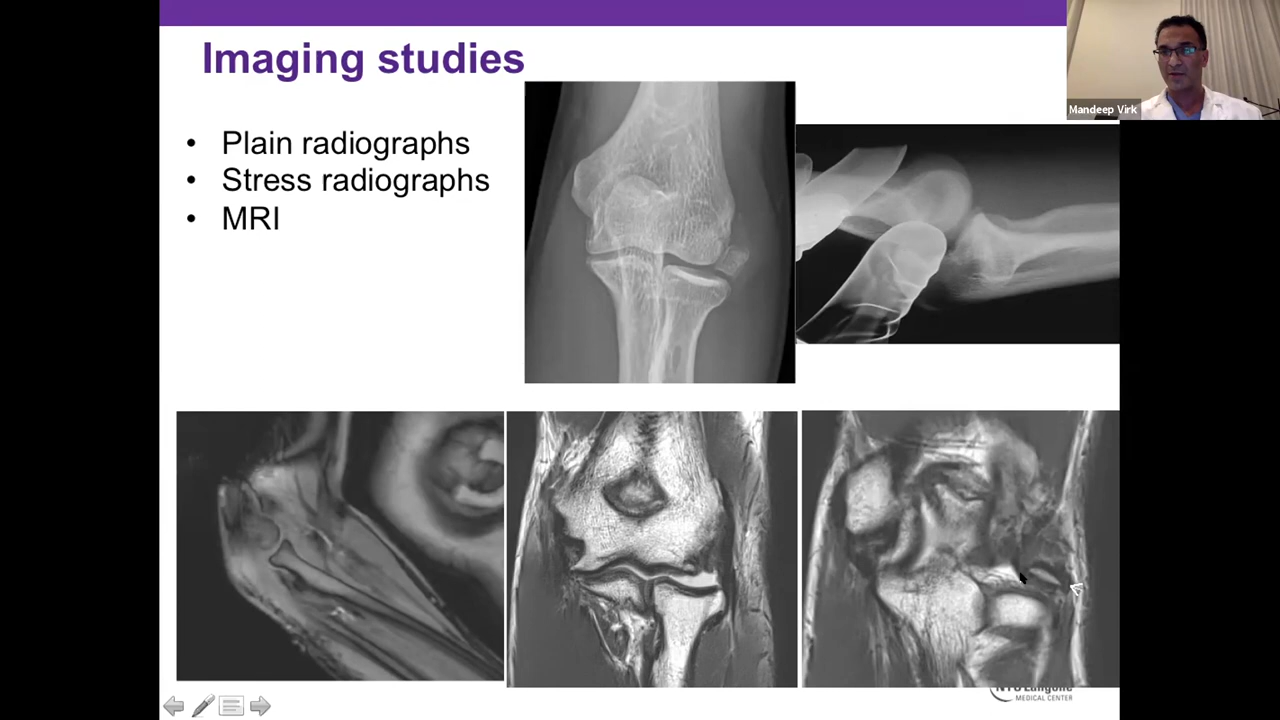 Imaging studies
• Plain radiographs
• Stress radiographs
• MRI
Mandeep Virk
NYU Langone
MEDICAL CENTER